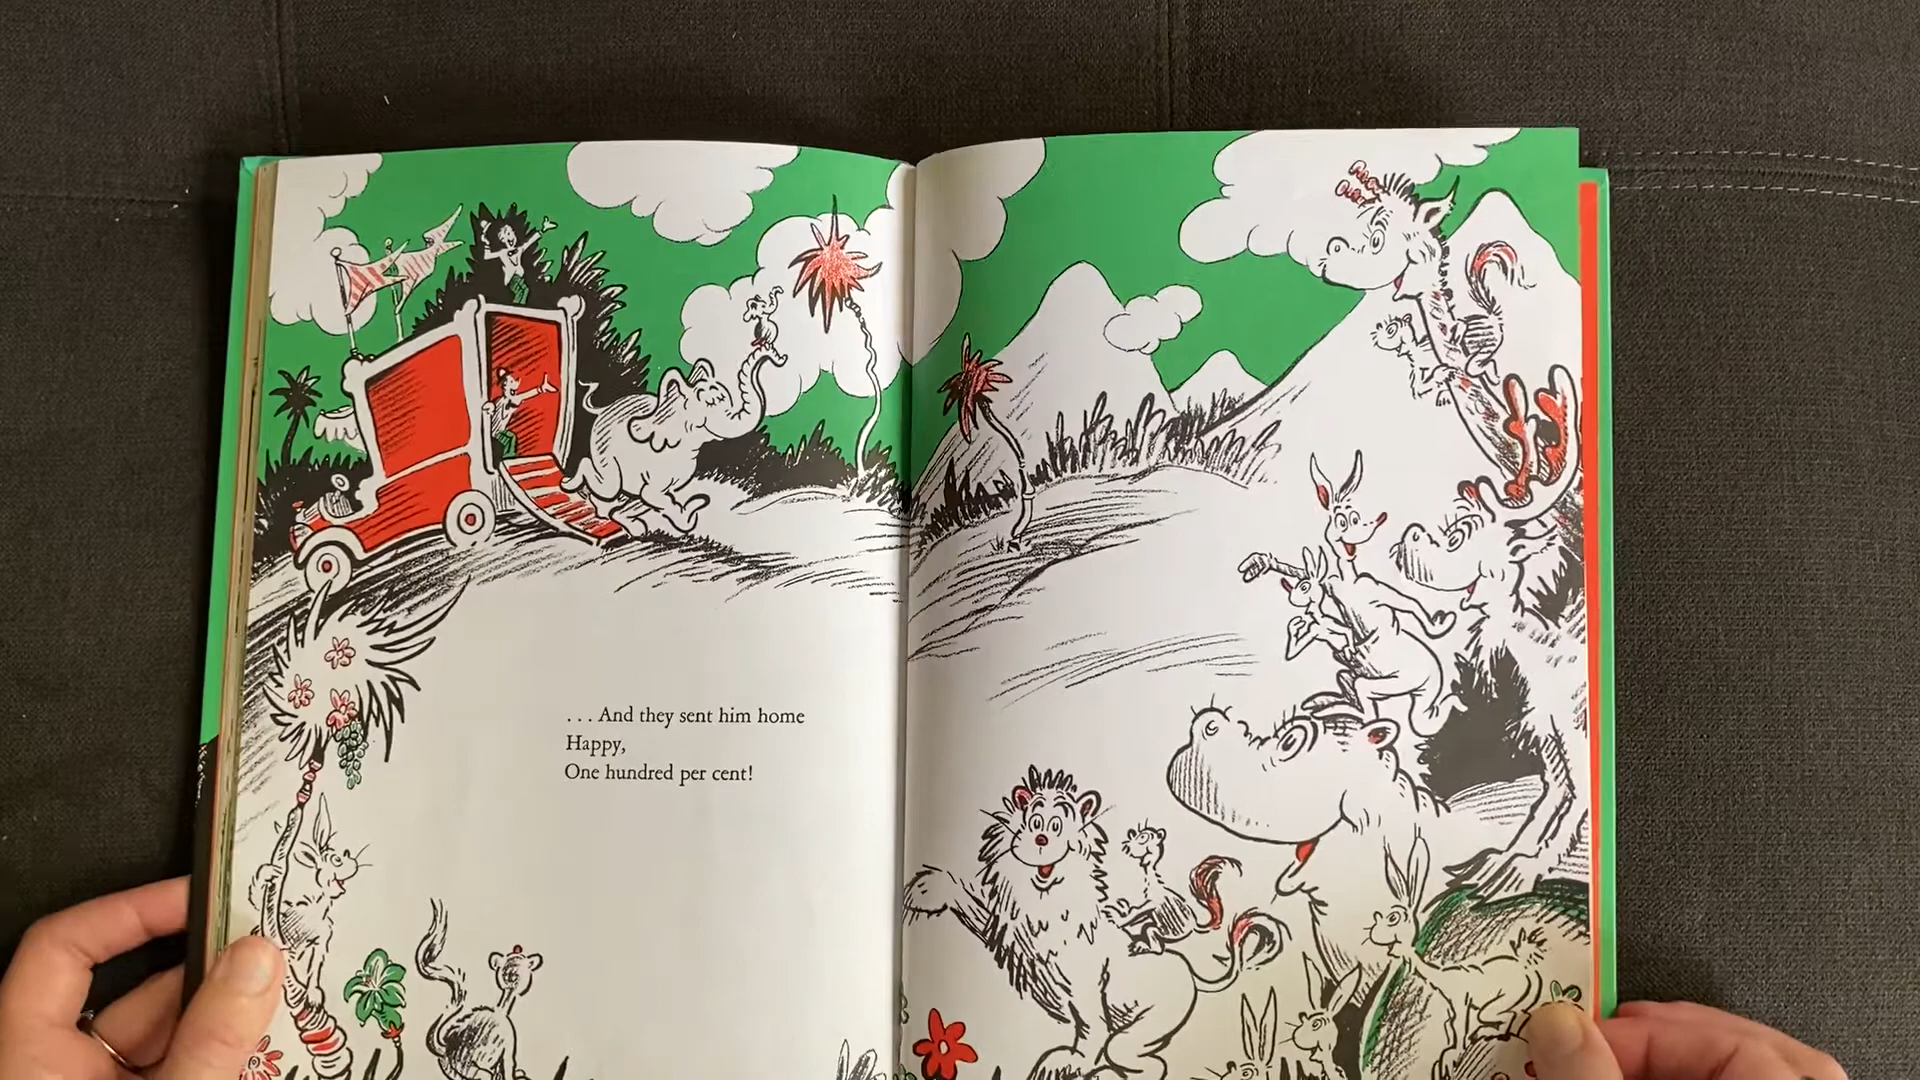 . . . And they sent him home
Happy,
One hundred per cent!